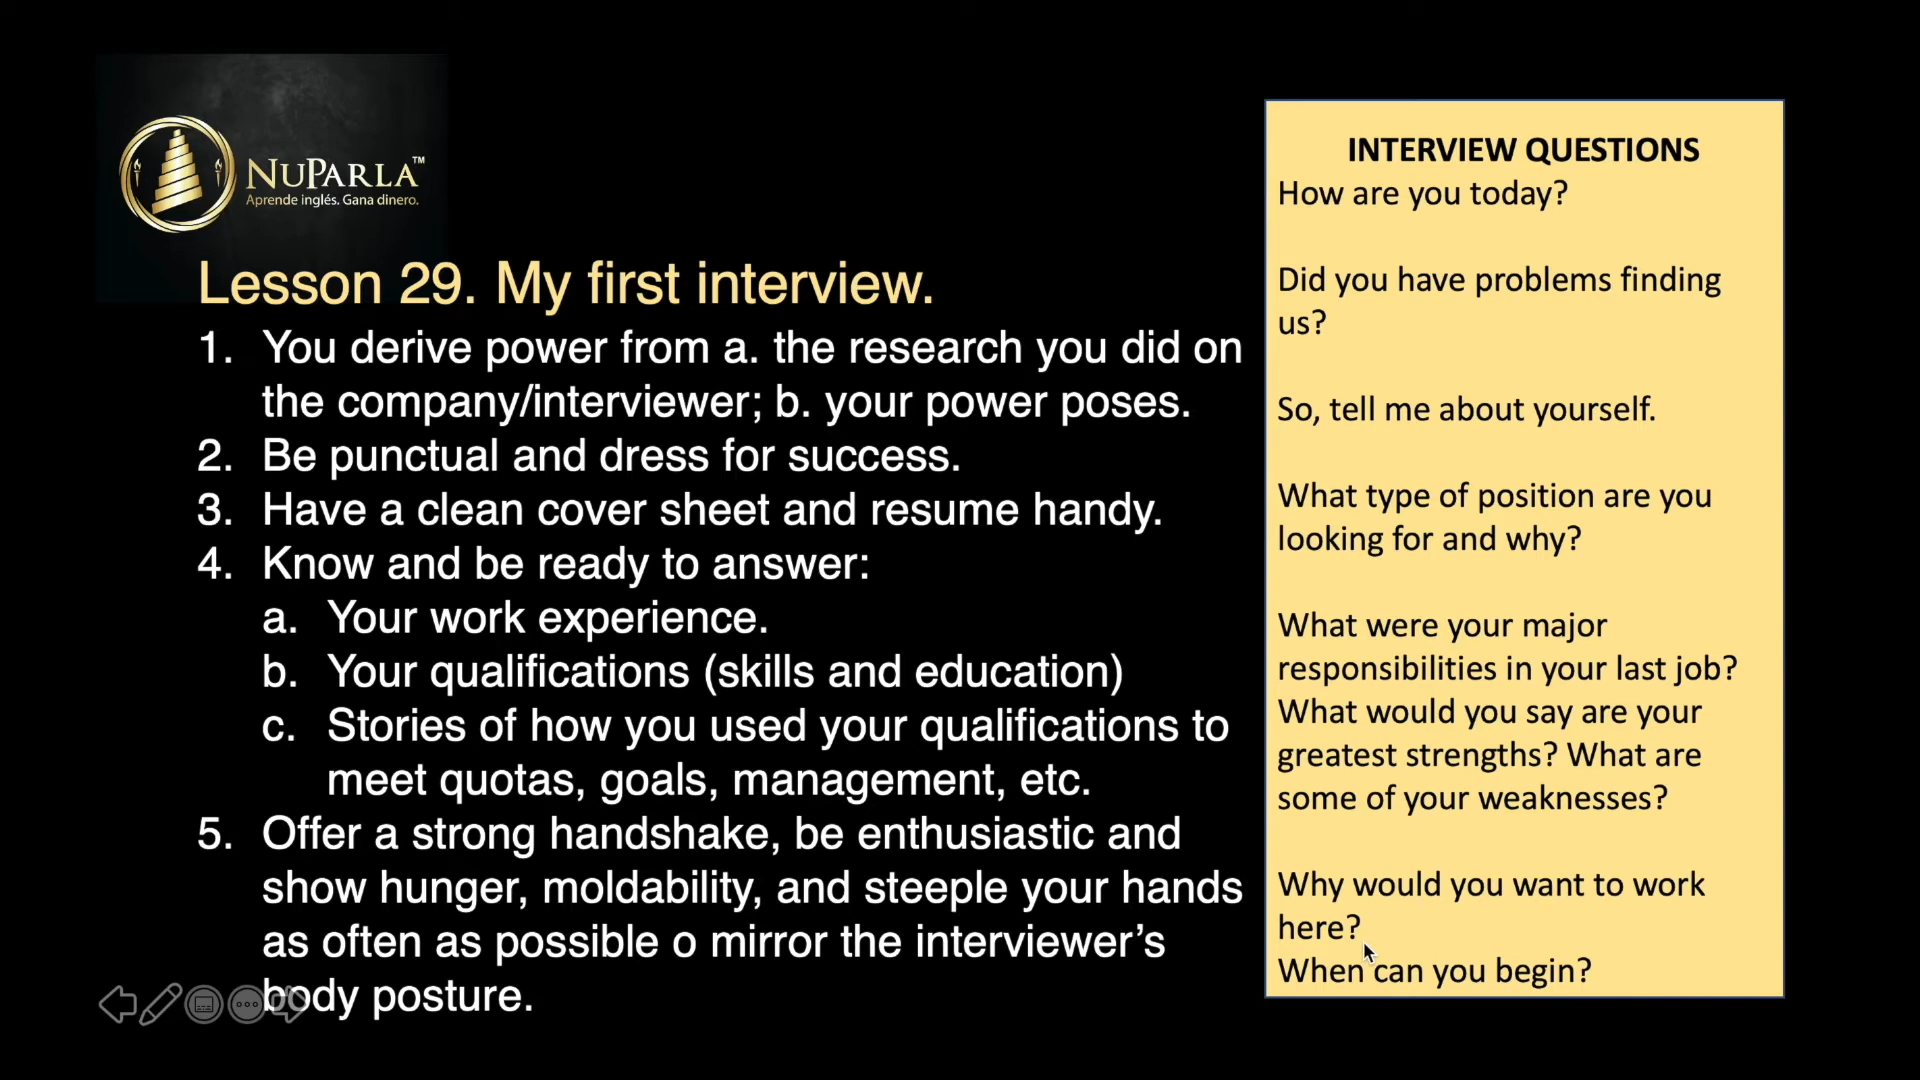 NUPARLA™
Aprende inglés. Gana dinero.
Lesson 29. My first interview.
1. You derive power from a. the research you did on
the company/interviewer; b. your power poses.
2. Be punctual and dress for success.
3. Have a clean cover sheet and resume handy.
4. Know and be ready to answer:
a. Your work experience.
b. Your qualifications (skills and education)
c. Stories of how you used your qualifications to
meet quotas, goals, management, etc.
5. Offer a strong handshake, be enthusiastic and
show hunger, moldability, and steeple your hands
as often as possible o mirror the interviewer's
body posture.
INTERVIEW QUESTIONS
How are you today?
Did you have problems finding
us?
So, tell me about yourself.
What type of position are you
looking for and why?
What were your major
responsibilities in your last job?
What would you say are your
greatest strengths? What are
some of your weaknesses?
Why would you want to work
here?
When can you begin?